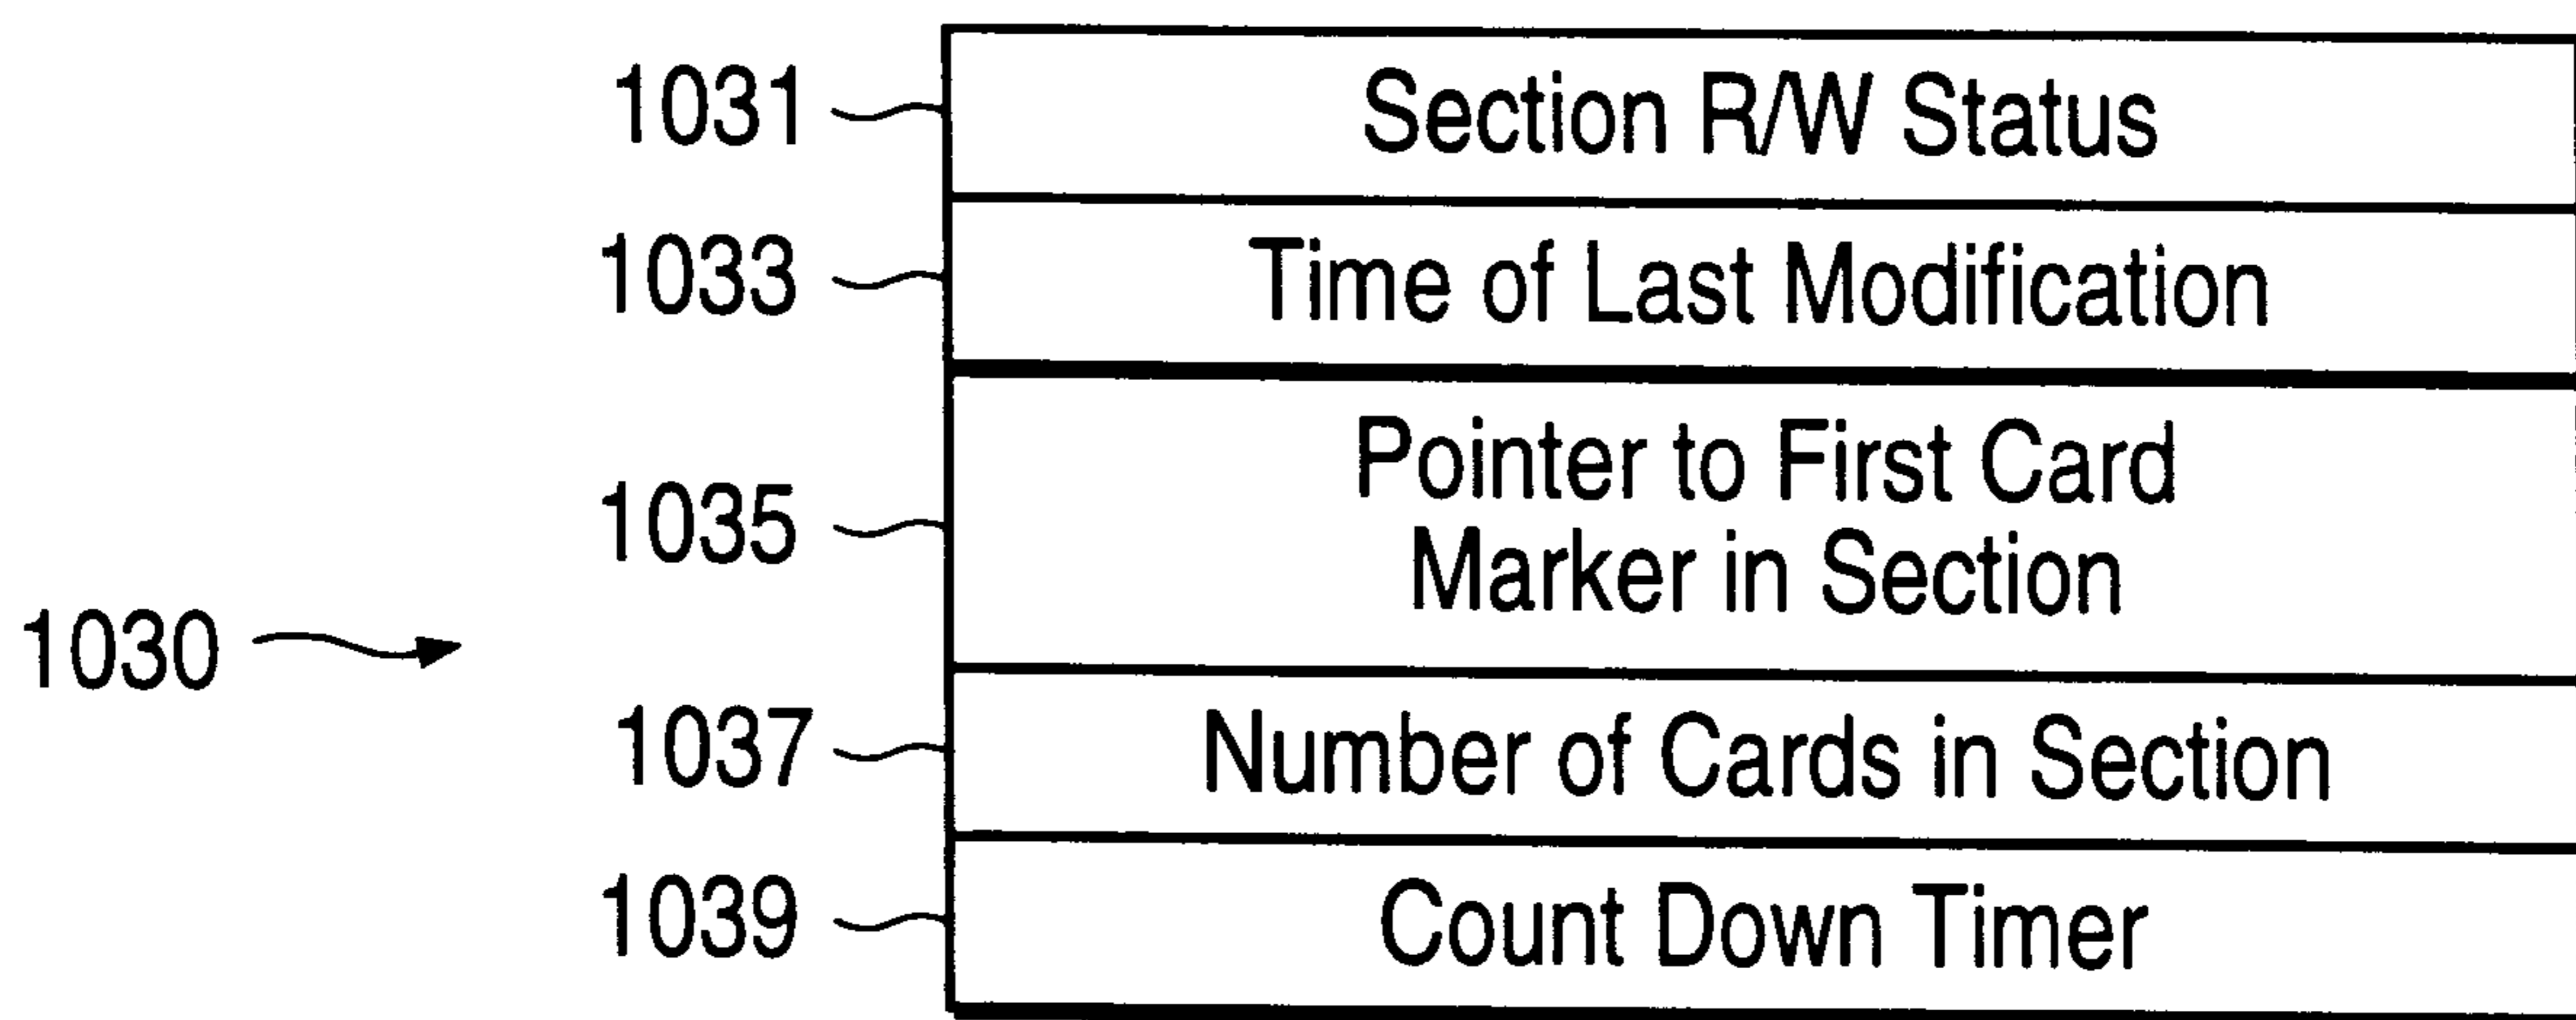 1031 Section R/W Status
1033 Time of Last Modification
1035 Pointer to First Card
Marker in Section
1030
1037 Number of Cards in Section
1039 Count Down Timer